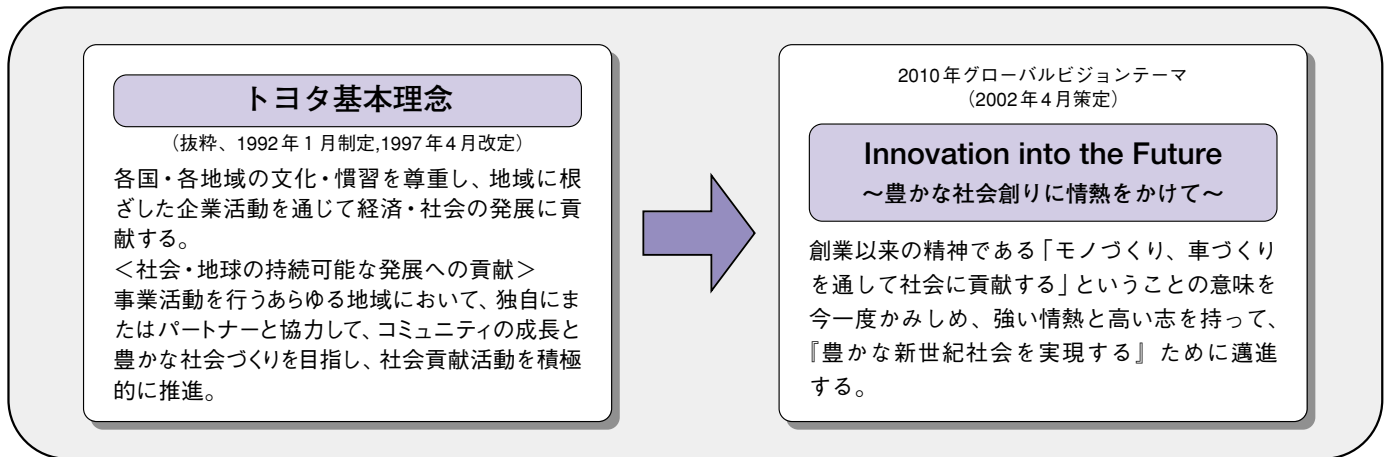 トヨタ基本理念
（抜粋、1992年1月制定,1997年4月改定）
各国・各地域の文化・慣習を尊重し、地域に根
ざした企業活動を通じて経済・社会の発展に貢
献する。
＜社会・地球の持続可能な発展への貢献＞
事業活動を行うあらゆる地域において、独自にま
たはパートナーと協力して、コミュニティの成長と
豊かな社会づくりを目指し、社会貢献活動を積極
的に推進。
2010年グローバルビジョンテーマ
（2002年4月策定）
Innovation into the Future
～豊かな社会創りに情熱をかけて～
創業以来の精神である「モノづくり、車づくり
を通して社会に貢献する」ということの意味を
今一度かみしめ、強い情熱と高い志を持って、
『豊かな新世紀社会を実現する』ために邁進
する。